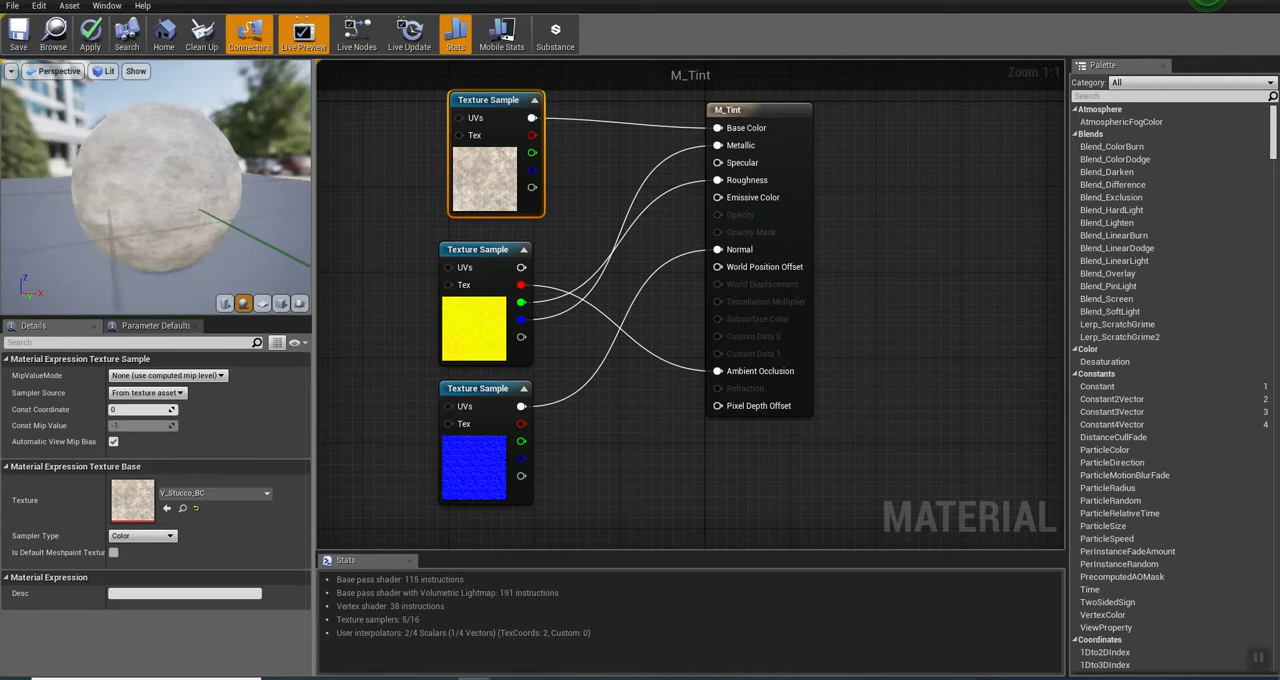 File Edit Asset Window Help
Save Browse Apply Search Home Clean Up Connectors Live Preview Live Nodes Live Update Stats Mobile Stats Substance
Perspective Lit Show
Z
X
M_Tint
Zoom 1:1
Texture Sample
UVs
Tex
Texture Sample
UVs
Tex
Texture Sample
UVs
Tex
M_Tint
Base Color
Metallic
Specular
Roughness
Emissive Color
Opacity
Opacity Mask
Normal
World Position Offset
World Displacement
Tessellation Multiplier
Subsurface Color
Custom Data 0
Custom Data 1
Ambient Occlusion
Refraction
Pixel Depth Offset
MATERIAL
Details Parameter Default
Search
Material Expression Texture Sample
MipValueMode None (use computed mip level)
Sampler Source From texture asset
Const Coordinate 0
Const Mip Value -1
Automatic View Mip Bias
Material Expression Texture Base
Texture V_Stucco_BC
Sampler Type Color
Is Default Meshpaint Textur
Material Expression
Desc
Stats
Base pass shader: 115 instructions
Base pass shader with Volumetric Lightmap: 191 instructions
Vertex shader: 38 instructions
Texture samplers: 5/16
User interpolators: 2/4 Scalars (1/4 Vectors) (TexCoords: 2, Custom: 0)
Palette
Category: All
Search
Atmosphere
AtmosphericFogColor
Blends
Blend_ColorBurn
Blend_ColorDodge
Blend_Darken
Blend_Difference
Blend_Exclusion
Blend_HardLight
Blend_Lighten
Blend_LinearBurn
Blend_LinearDodge
Blend_LinearLight
Blend_Overlay
Blend_PinLight
Blend_Screen
Blend_SoftLight
Lerp_ScratchGrime
Lerp_ScratchGrime2
Color
Desaturation
Constants
Constant 1
Constant2Vector 2
Constant3Vector 3
Constant4Vector 4
DistanceCullFade
ParticleColor
ParticleDirection
ParticleMotionBlurFade
ParticleRadius
ParticleRandom
ParticleRelativeTime
ParticleSize
ParticleSpeed
PerInstanceFadeAmount
PerInstanceRandom
PrecomputedAOMask
Time
TwoSidedSign
VertexColor
ViewProperty
Coordinates
1Dto2DIndex
1Dto3DIndex